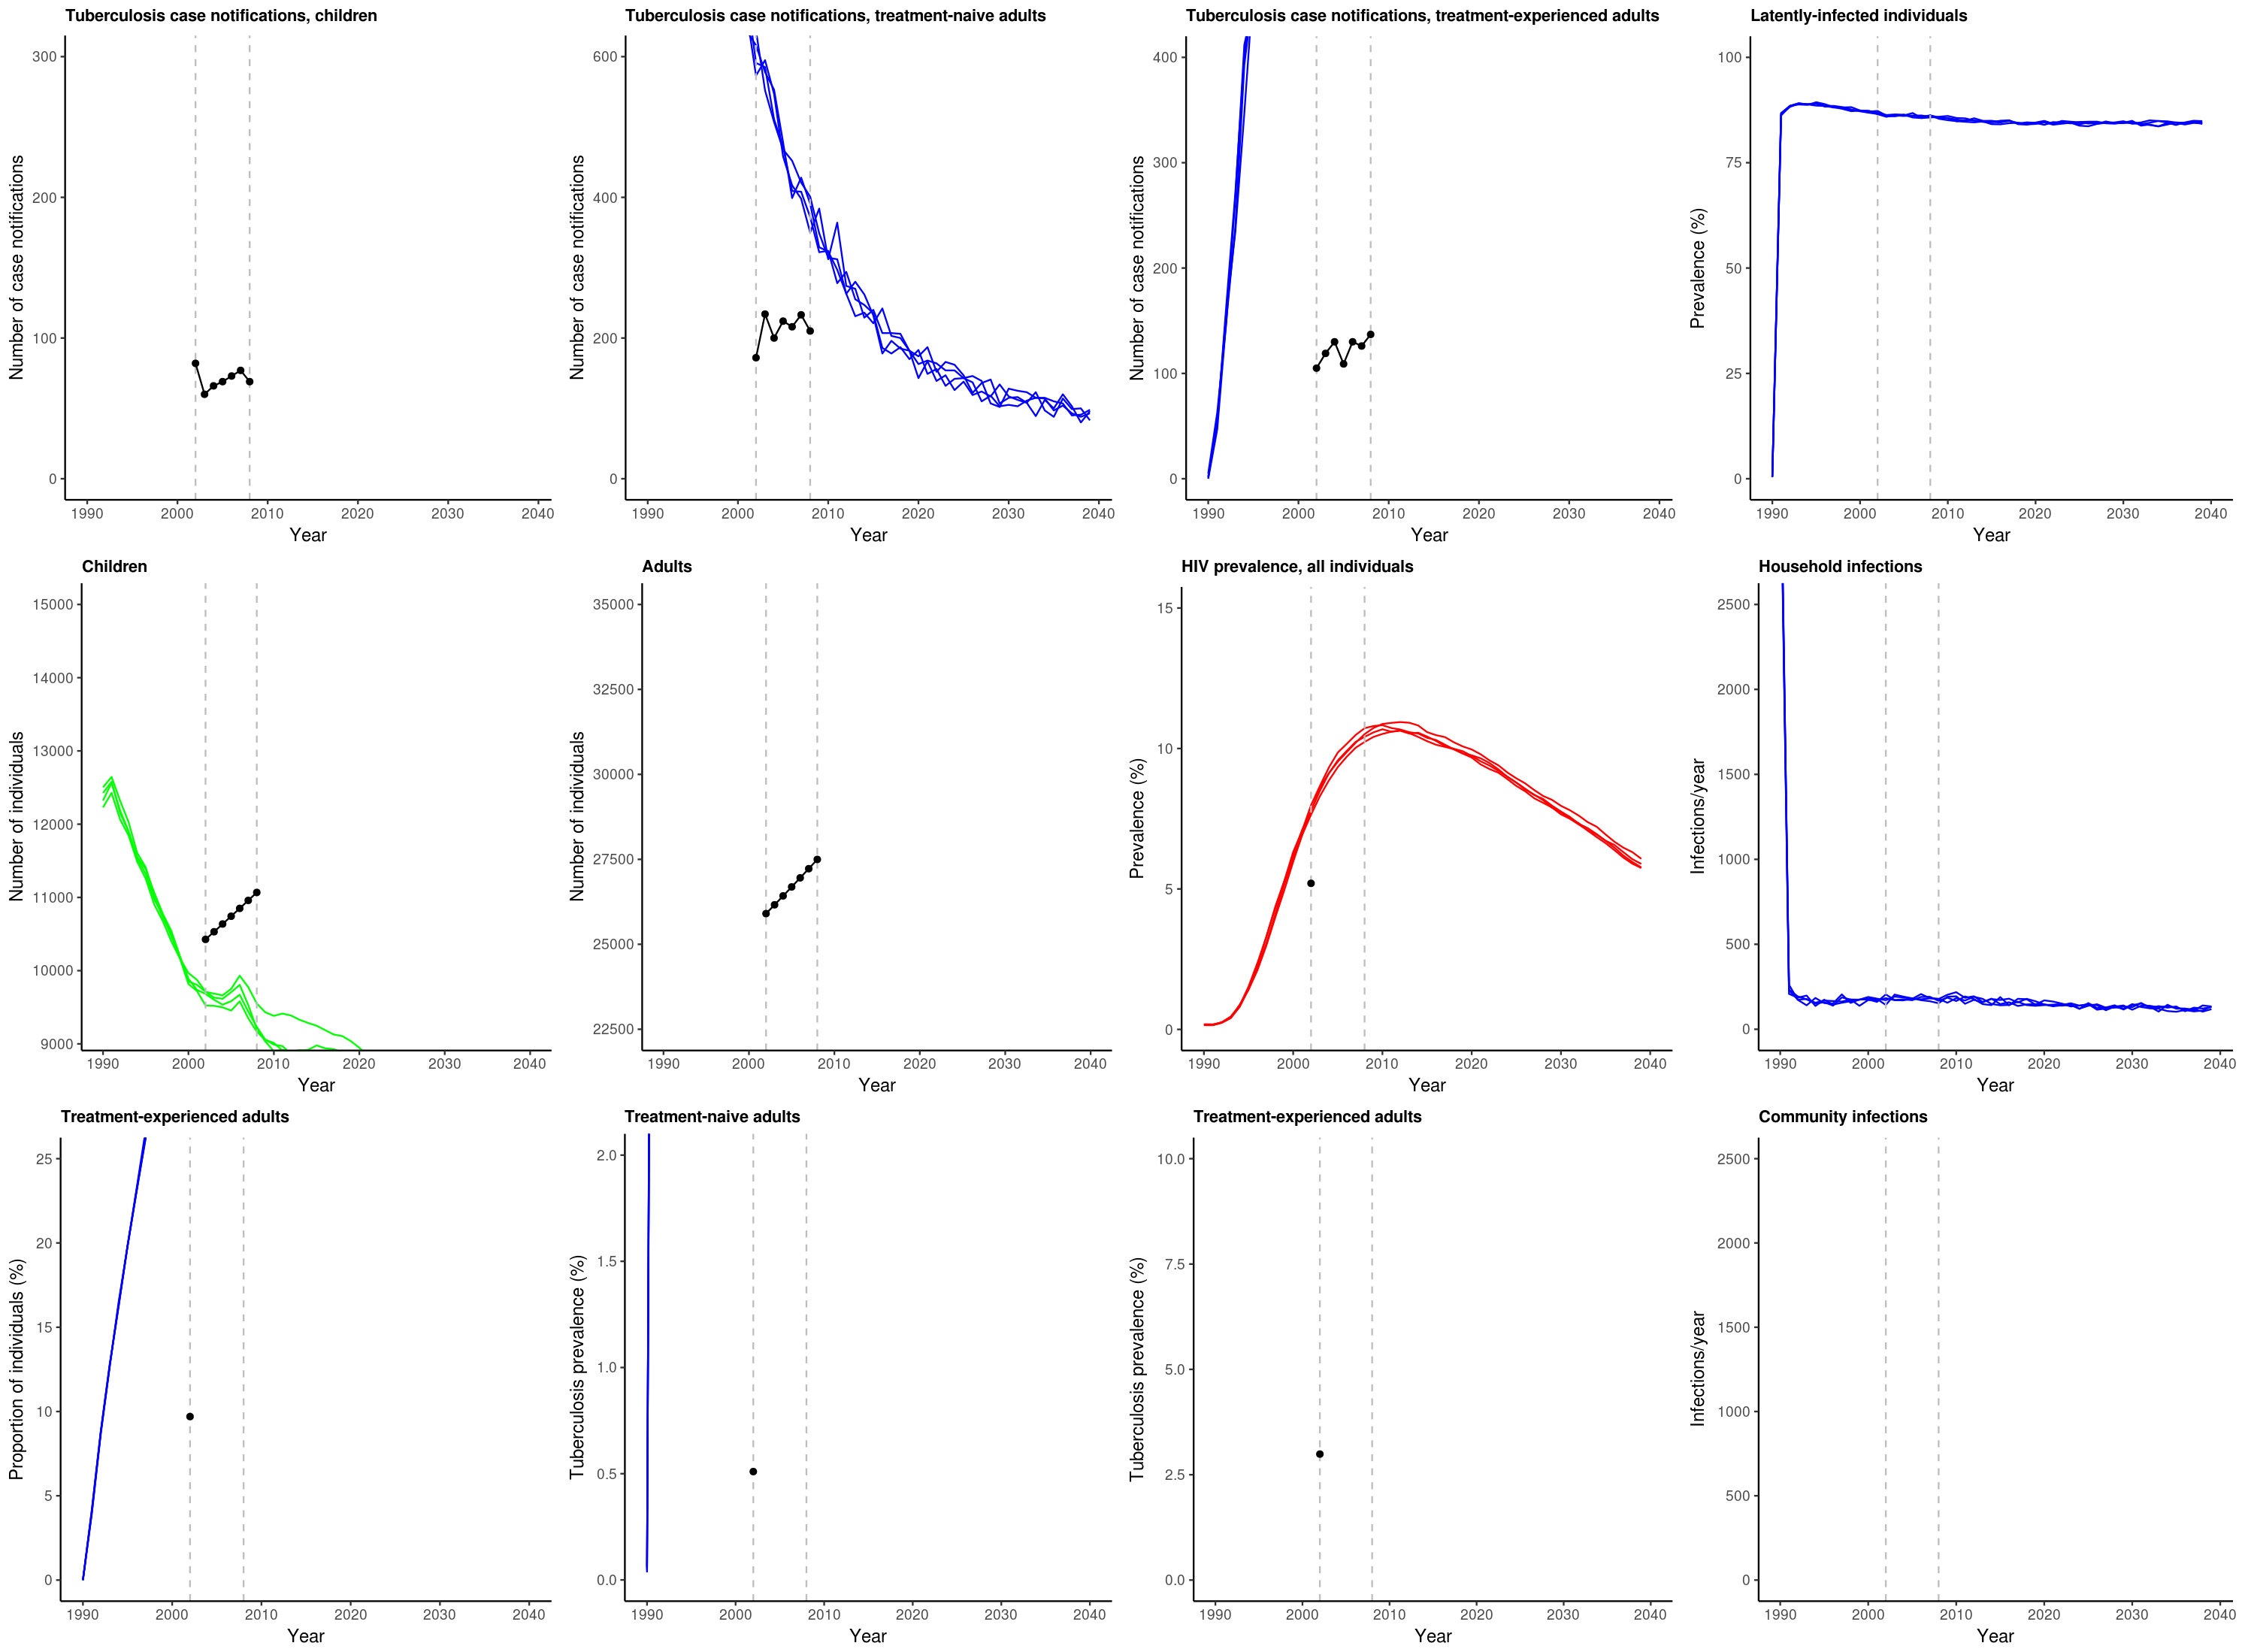 Tuberculosis case notifications, children
Number of case notifications
300
200
100
0
1990 2000 2010 2020 2030 2040
Year
Tuberculosis case notifications, treatment-naive adults
Number of case notifications
600
400
200
0
1990 2000 2010 2020 2030 2040
Year
Tuberculosis case notifications, treatment-experienced adults
Number of case notifications
400
300
200
100
0
1990 2000 2010 2020 2030 2040
Year
Latently-infected individuals
Prevalence (%)
100
75
50
25
0
1990 2000 2010 2020 2030 2040
Year
Children
Number of individuals
15000
14000
13000
12000
11000
10000
9000
1990 2000 2010 2020 2030 2040
Year
Adults
Number of individuals
35000
32500
30000
27500
25000
22500
1990 2000 2010 2020 2030 2040
Year
HIV prevalence, all individuals
Prevalence (%)
15
10
5
0
1990 2000 2010 2020 2030 2040
Year
Household infections
Infections/year
2500
2000
1500
1000
500
0
1990 2000 2010 2020 2030 2040
Year
Treatment-experienced adults
Proportion of individuals (%)
25
20
15
10
5
0
1990 2000 2010 2020 2030 2040
Year
Treatment-naive adults
Tuberculosis prevalence (%)
2.0
1.5
1.0
0.5
0.0
1990 2000 2010 2020 2030 2040
Year
Treatment-experienced adults
Tuberculosis prevalence (%)
10.0
7.5
5.0
2.5
0.0
1990 2000 2010 2020 2030 2040
Year
Community infections
Infections/year
2500
2000
1500
1000
500
0
1990 2000 2010 2020 2030 2040
Year